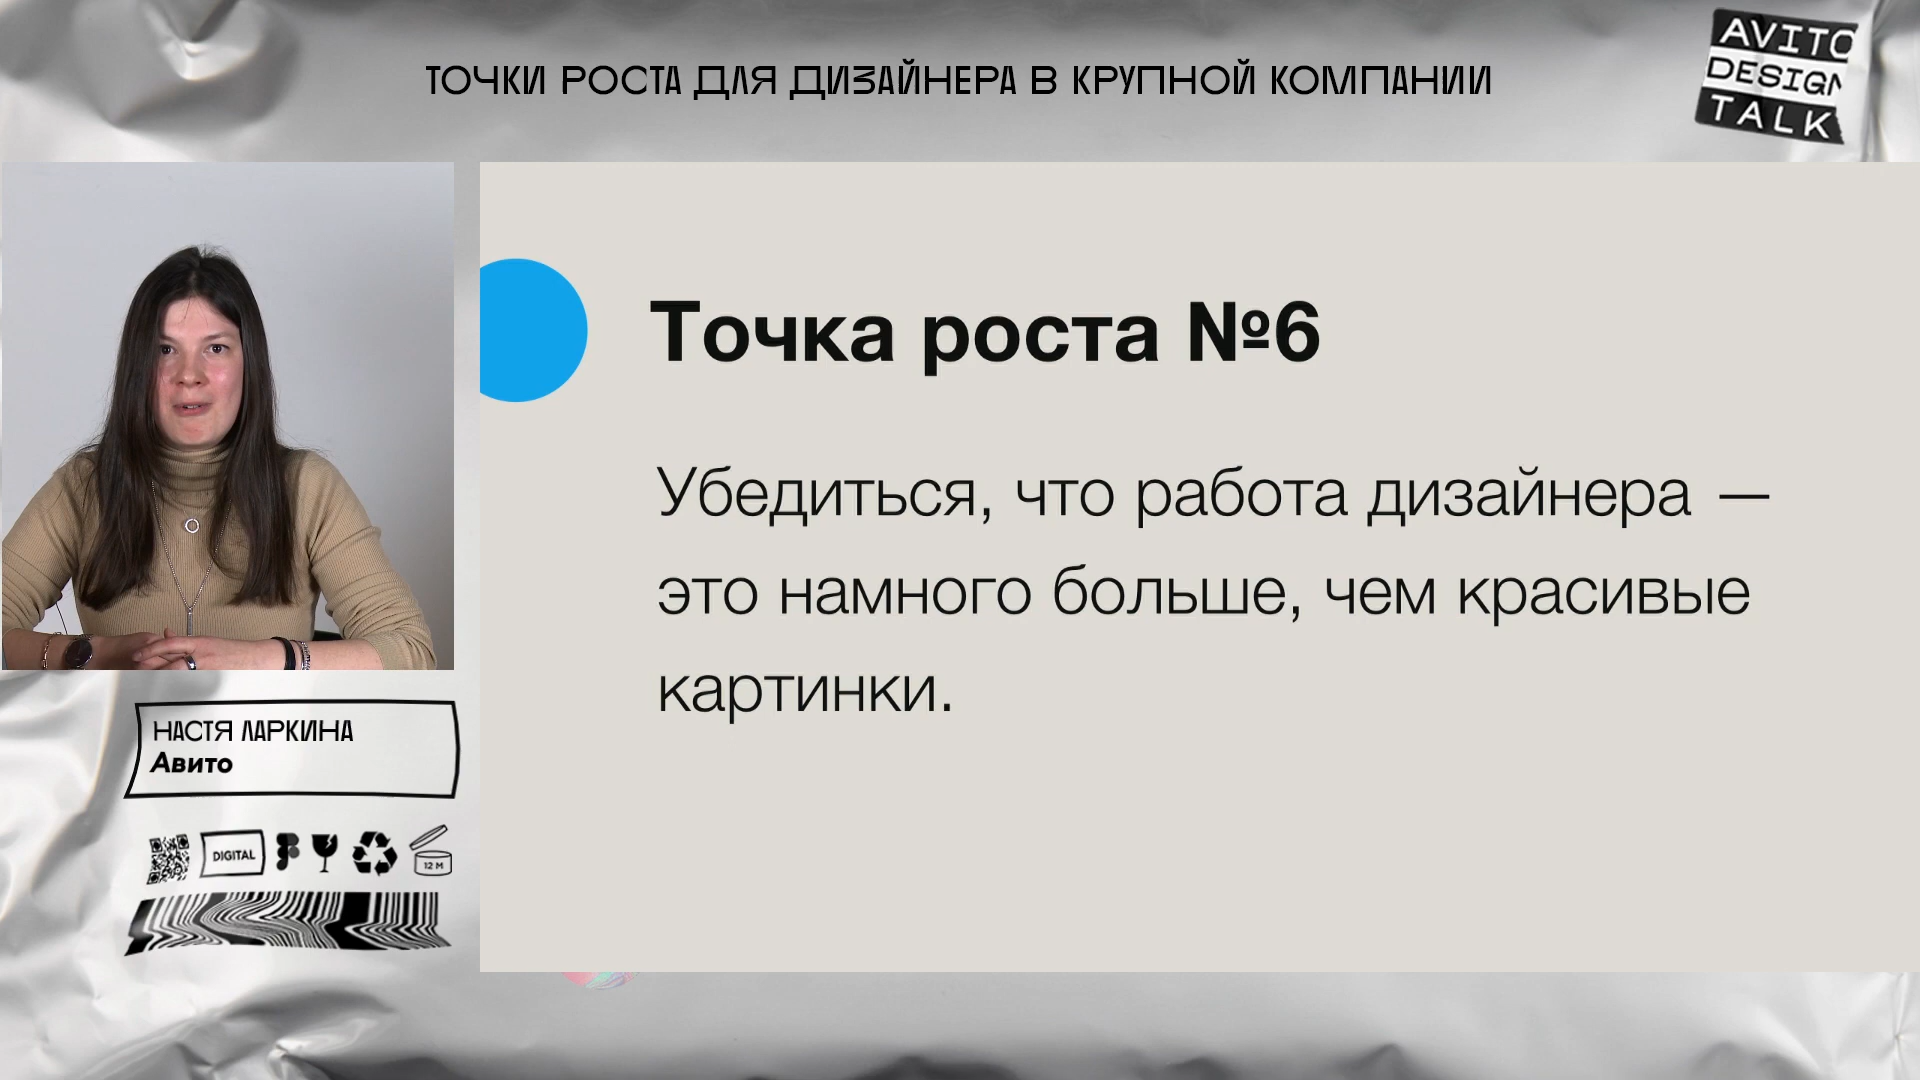 ТОЧКИ РОСТА ДЛЯ ДИЗАЙНЕРА В КРУПНОЙ КОМПАНИИ
AVITO
DESIGN
TALK
Точка роста №6
Убедиться, что работа дизайнера —
это намного больше, чем красивые
картинки.
НАСТЯ ЛАРКИНА
Авито
DIGITAL
12 M